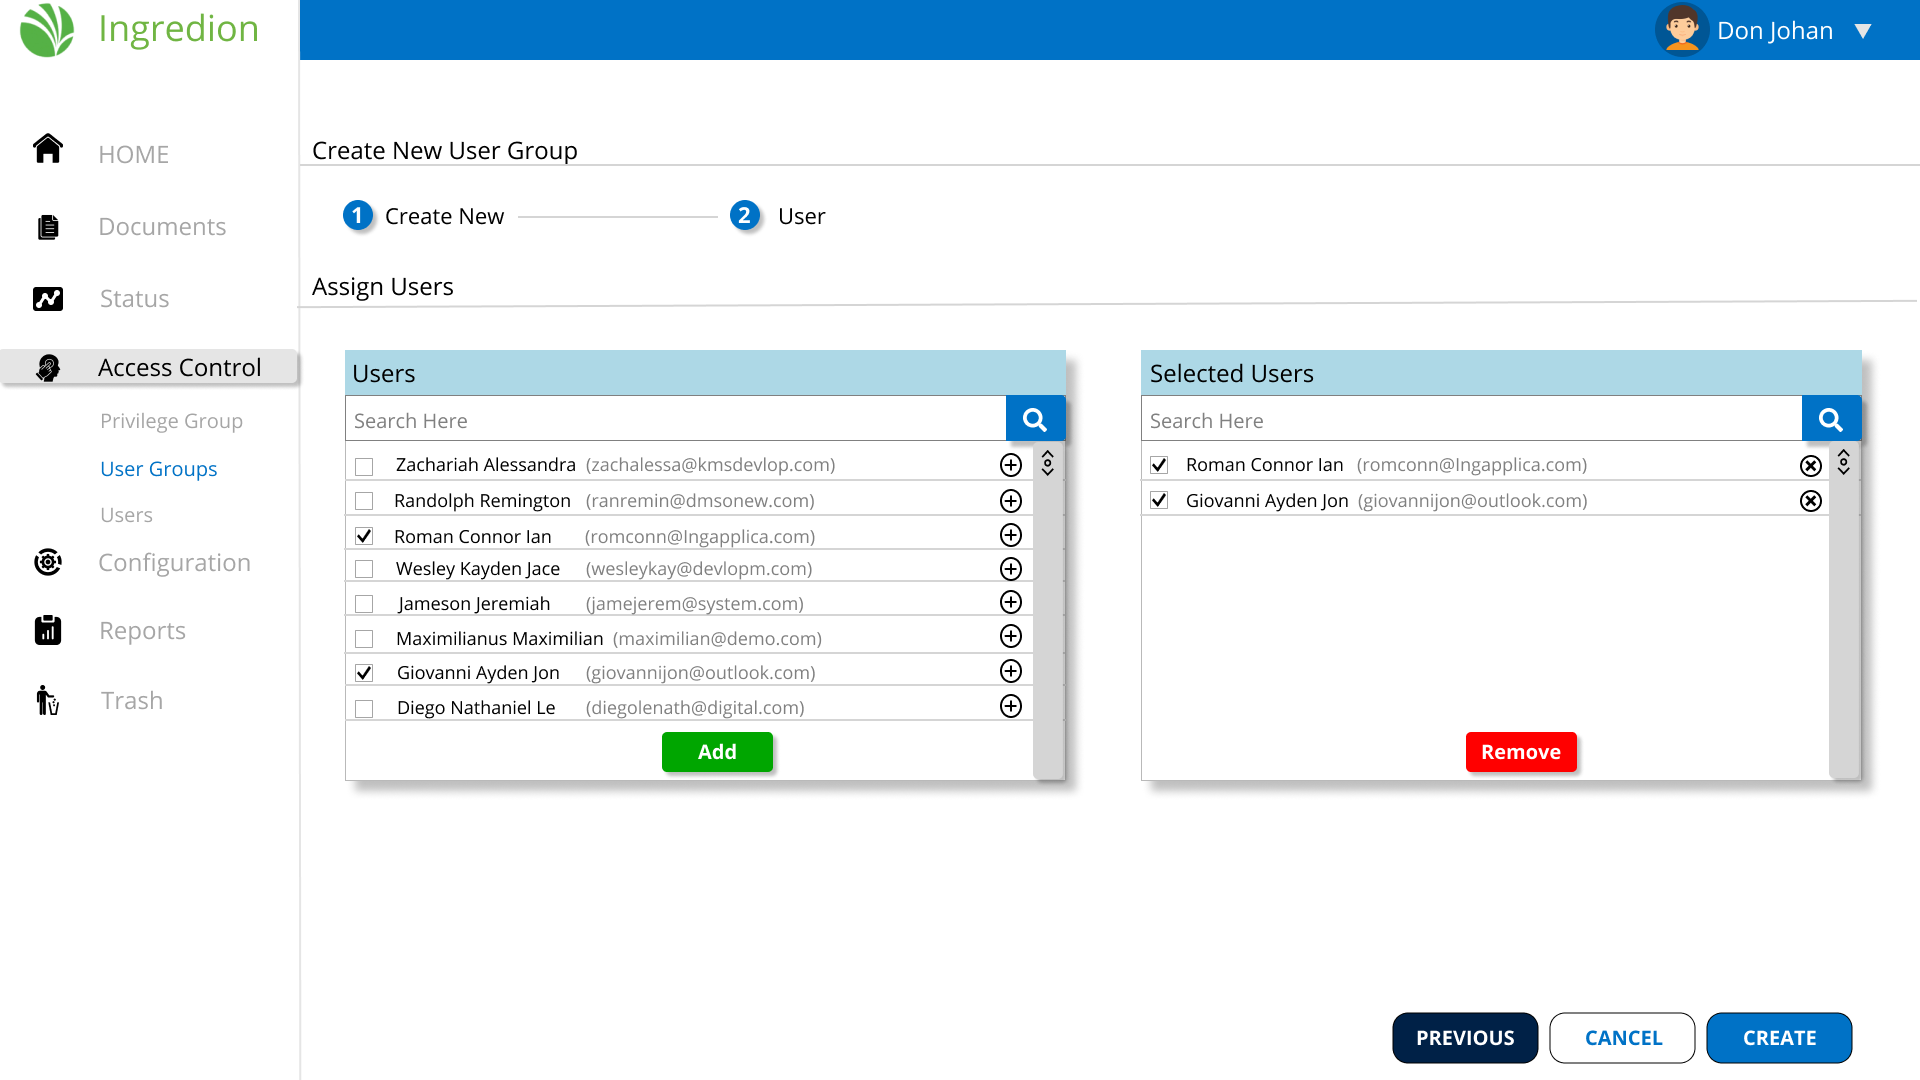 Ingredion
Don Johan
HOME
Documents
Status
Access Control
Privilege Group
User Groups
Users
Configuration
Reports
Trash
Create New User Group
1 Create New 2 User
Assign Users
Users
Search Here
Zachariah Alessandra (zachalessa@kmsdevlop.com)
Randolph Remington (ranremin@dmsonew.com)
Roman Connor Ian (romconn@Ingapplica.com)
Wesley Kayden Jace (wesleykay@devlopm.com)
Jameson Jeremiah (jamejerem@system.com)
Maximilianus Maximilian (maximilian@demo.com)
Giovanni Ayden Jon (giovannijon@outlook.com)
Diego Nathaniel Le (diegolenath@digital.com)
Add
Selected Users
Search Here
Roman Connor Ian (romconn@Ingapplica.com)
Giovanni Ayden Jon (giovannijon@outlook.com)
Remove
PREVIOUS CANCEL CREATE